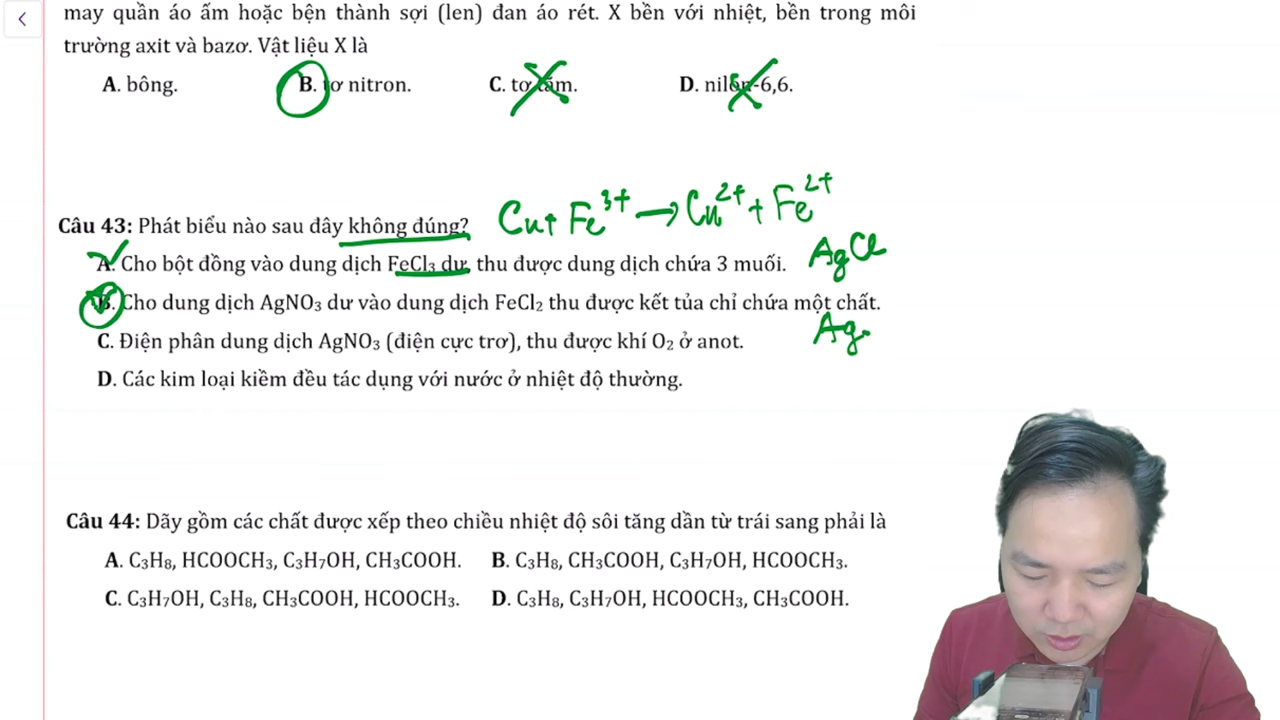 may quần áo ấm hoặc bện thành sợi (len) đan áo rét. X bền với nhiệt, bền trong môi
trường axit và bazơ. Vật liệu X là
A. bông. B. tơ nitron. C. tơ tằm. D. nilon-6,6.
Cu + Fe³⁺ → Cu²⁺ + Fe²⁺
Câu 43: Phát biểu nào sau đây không đúng?
A. Cho bột đồng vào dung dịch FeCl₃ dư, thu được dung dịch chứa 3 muối. AgCl
B. Cho dung dịch AgNO₃ dư vào dung dịch FeCl₂ thu được kết tủa chỉ chứa một chất.
C. Điện phân dung dịch AgNO₃ (điện cực trơ), thu được khí O₂ ở anot. Ag
D. Các kim loại kiềm đều tác dụng với nước ở nhiệt độ thường.
Câu 44: Dãy gồm các chất được xếp theo chiều nhiệt độ sôi tăng dần từ trái sang phải là
A. C₃H₈, HCOOCH₃, C₃H₇OH, CH₃COOH. B. C₃H₈, CH₃COOH, C₃H₇OH, HCOOCH₃.
C. C₃H₇OH, C₃H₈, CH₃COOH, HCOOCH₃. D. C₃H₈, C₃H₇OH, HCOOCH₃, CH₃COOH.